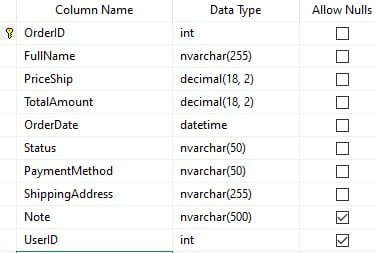 Column Name Data Type Allow Nulls
OrderID int
FullName nvarchar(255)
PriceShip decimal(18, 2)
TotalAmount decimal(18, 2)
OrderDate datetime
Status nvarchar(50)
PaymentMethod nvarchar(50)
ShippingAddress nvarchar(255)
Note nvarchar(500)
UserID int